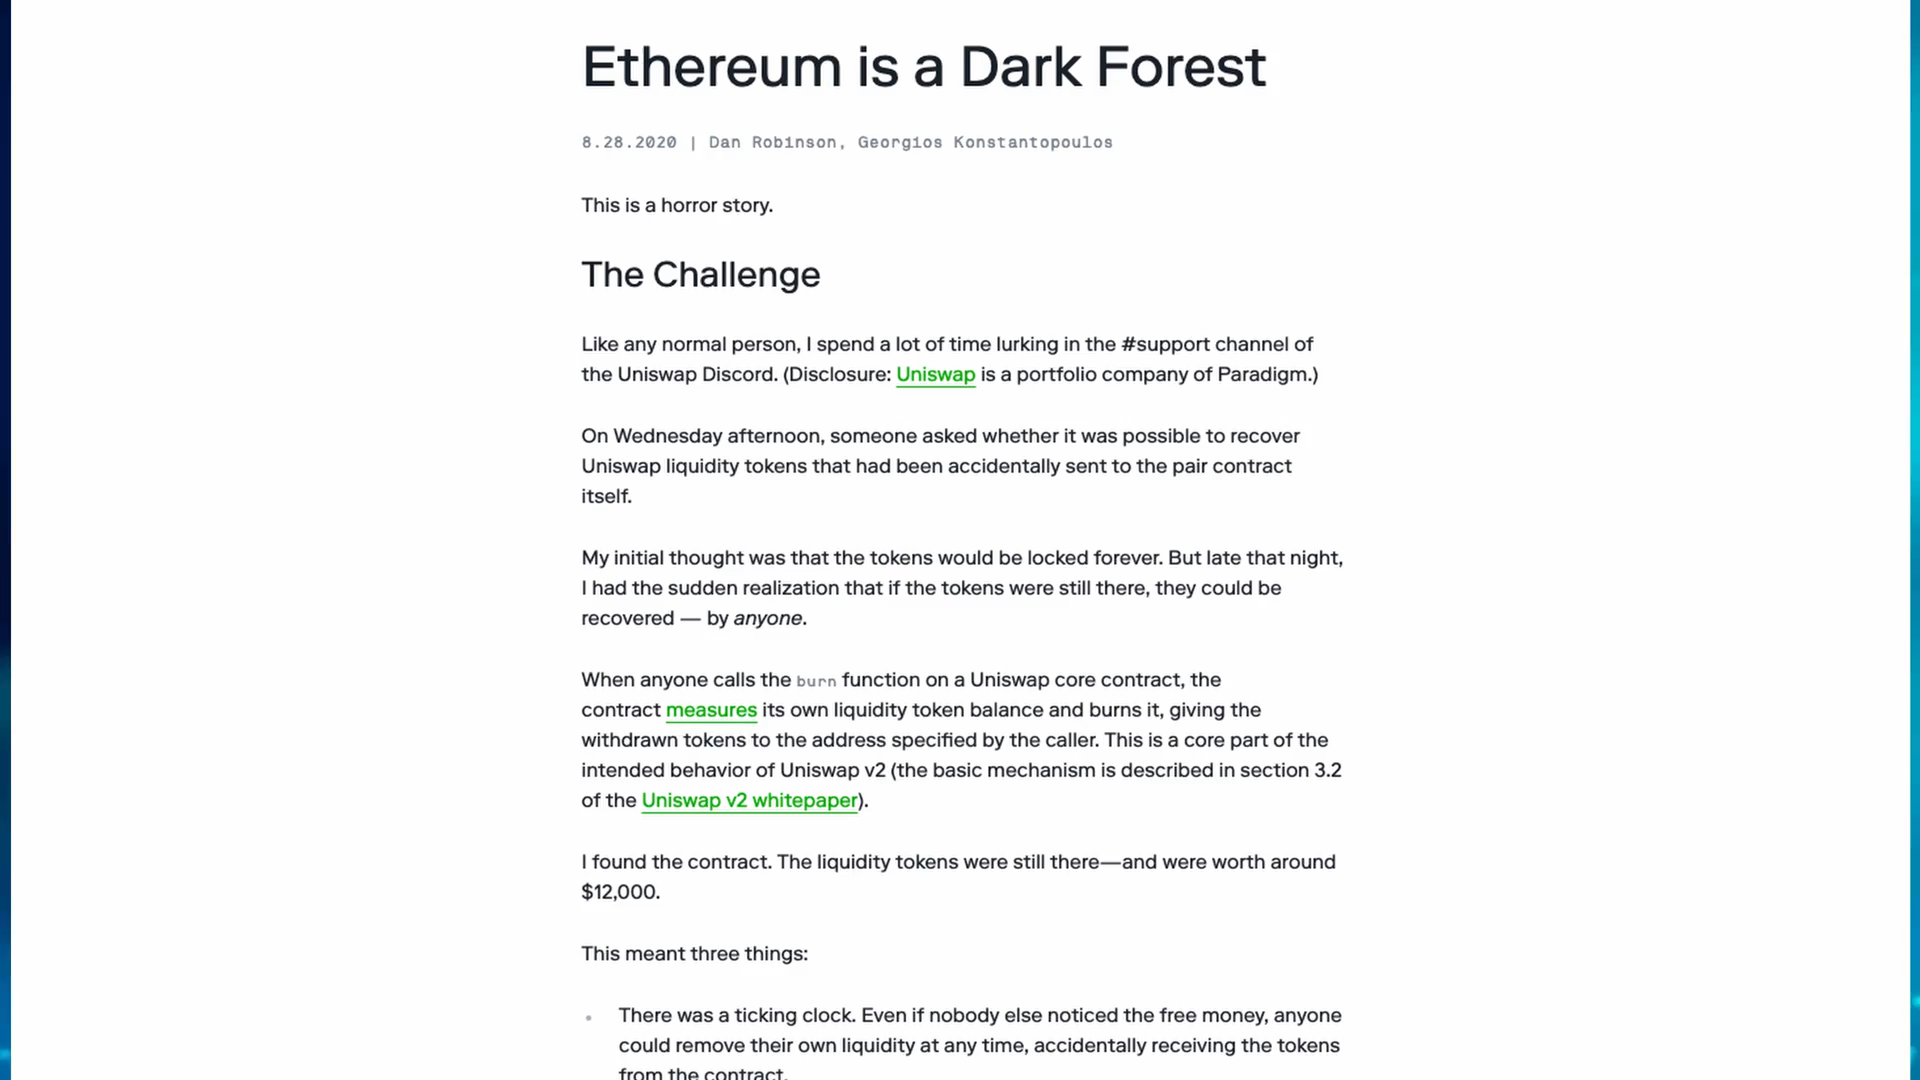 Ethereum is a Dark Forest
8.28.2020 | Dan Robinson, Georgios Konstantopoulos
This is a horror story.
The Challenge
Like any normal person, I spend a lot of time lurking in the #support channel of
the Uniswap Discord. (Disclosure: Uniswap is a portfolio company of Paradigm.)
On Wednesday afternoon, someone asked whether it was possible to recover
Uniswap liquidity tokens that had been accidentally sent to the pair contract
itself.
My initial thought was that the tokens would be locked forever. But late that night,
I had the sudden realization that if the tokens were still there, they could be
recovered — by anyone.
When anyone calls the burn function on a Uniswap core contract, the
contract measures its own liquidity token balance and burns it, giving the
withdrawn tokens to the address specified by the caller. This is a core part of the
intended behavior of Uniswap v2 (the basic mechanism is described in section 3.2
of the Uniswap v2 whitepaper).
I found the contract. The liquidity tokens were still there—and were worth around
$12,000.
This meant three things:
• There was a ticking clock. Even if nobody else noticed the free money, anyone
could remove their own liquidity at any time, accidentally receiving the tokens
from the contract.